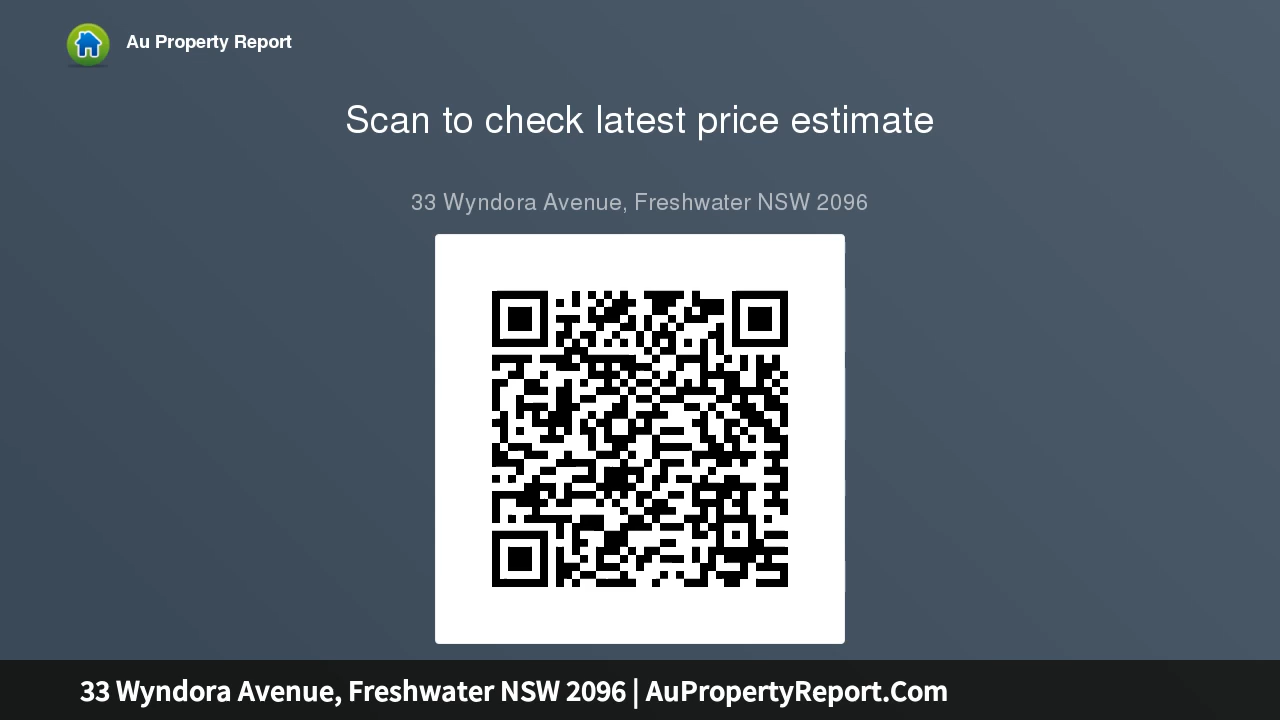 Au Property Report
Scan to check latest price estimate
33 Wyndora Avenue, Freshwater NSW 2096
33 Wyndora Avenue, Freshwater NSW 2096 | AuPropertyReport.Com